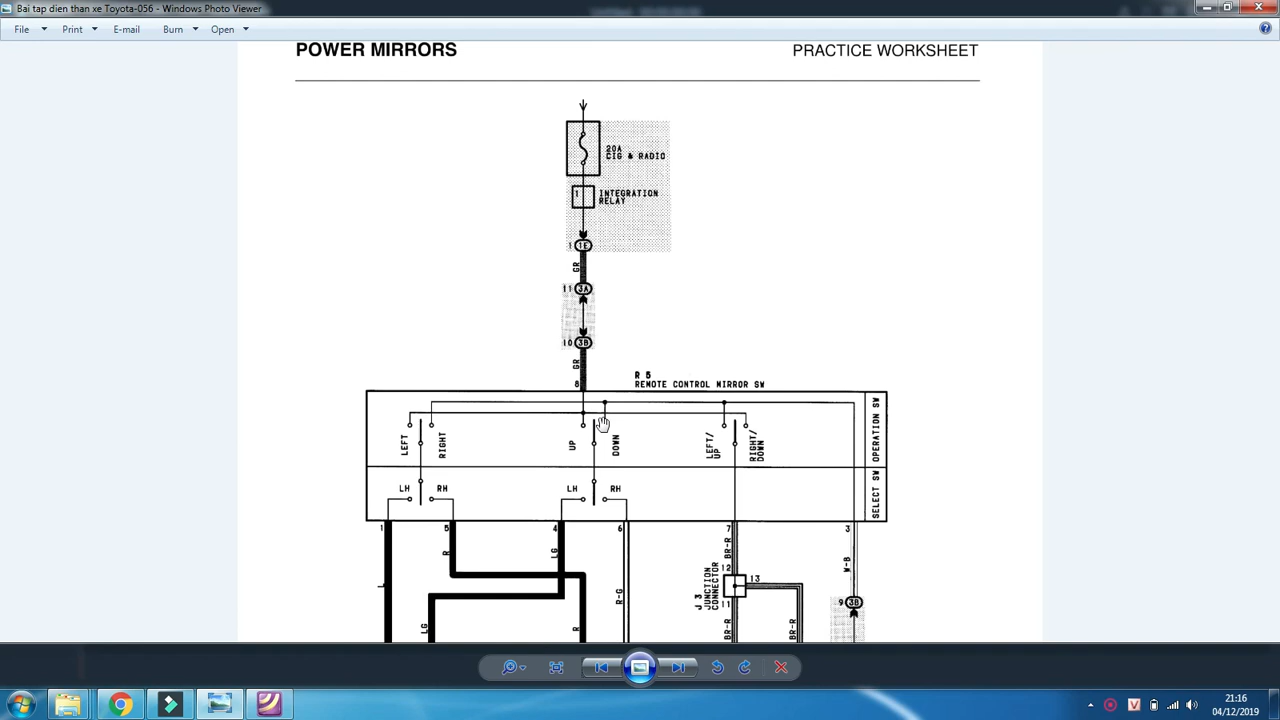 Bai tap dien than xe Toyota-056 - Windows Photo Viewer
File Print E-mail Burn Open
POWER MIRRORS PRACTICE WORKSHEET
20A
CIG & RADIO
1 INTEGRATION
RELAY
1 1E
GR
11 3A
10 3B
GR
8
R 5
REMOTE CONTROL MIRROR SW
LEFT RIGHT UP DOWN LEFT/
UP RIGHT/
DOWN OPERATION SW
LH RH LH RH SELECT SW
1 5 4 6 7 3
L R LG R-G BR-R W-B
12
13
J 3
JUNCTION
CONNECTOR
11
9 3B
LG R BR-R BR-R
V
21:16
04/12/2019